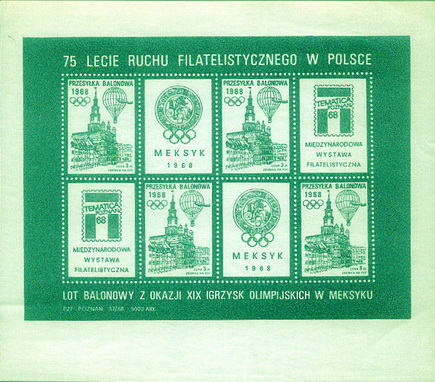 75 LECIE RUCHU FILATELISTYCZNEGO W POLSCE
PRZESYŁKA BALONOWA
1968
MEKSYK
1968
PRZESYŁKA BALONOWA
1968
TEMATICA
POZNAŃ
68
MIĘDZYNARODOWA
WYSTAWA
FILATELISTYCZNA
TEMATICA
POZNAŃ
68
MIĘDZYNARODOWA
WYSTAWA
FILATELISTYCZNA
PRZESYŁKA BALONOWA
1968
MEKSYK
1968
PRZESYŁKA BALONOWA
1968
LOT BALONOWY Z OKAZJI XIX IGRZYSK OLIMPIJSKICH W MEKSYKU